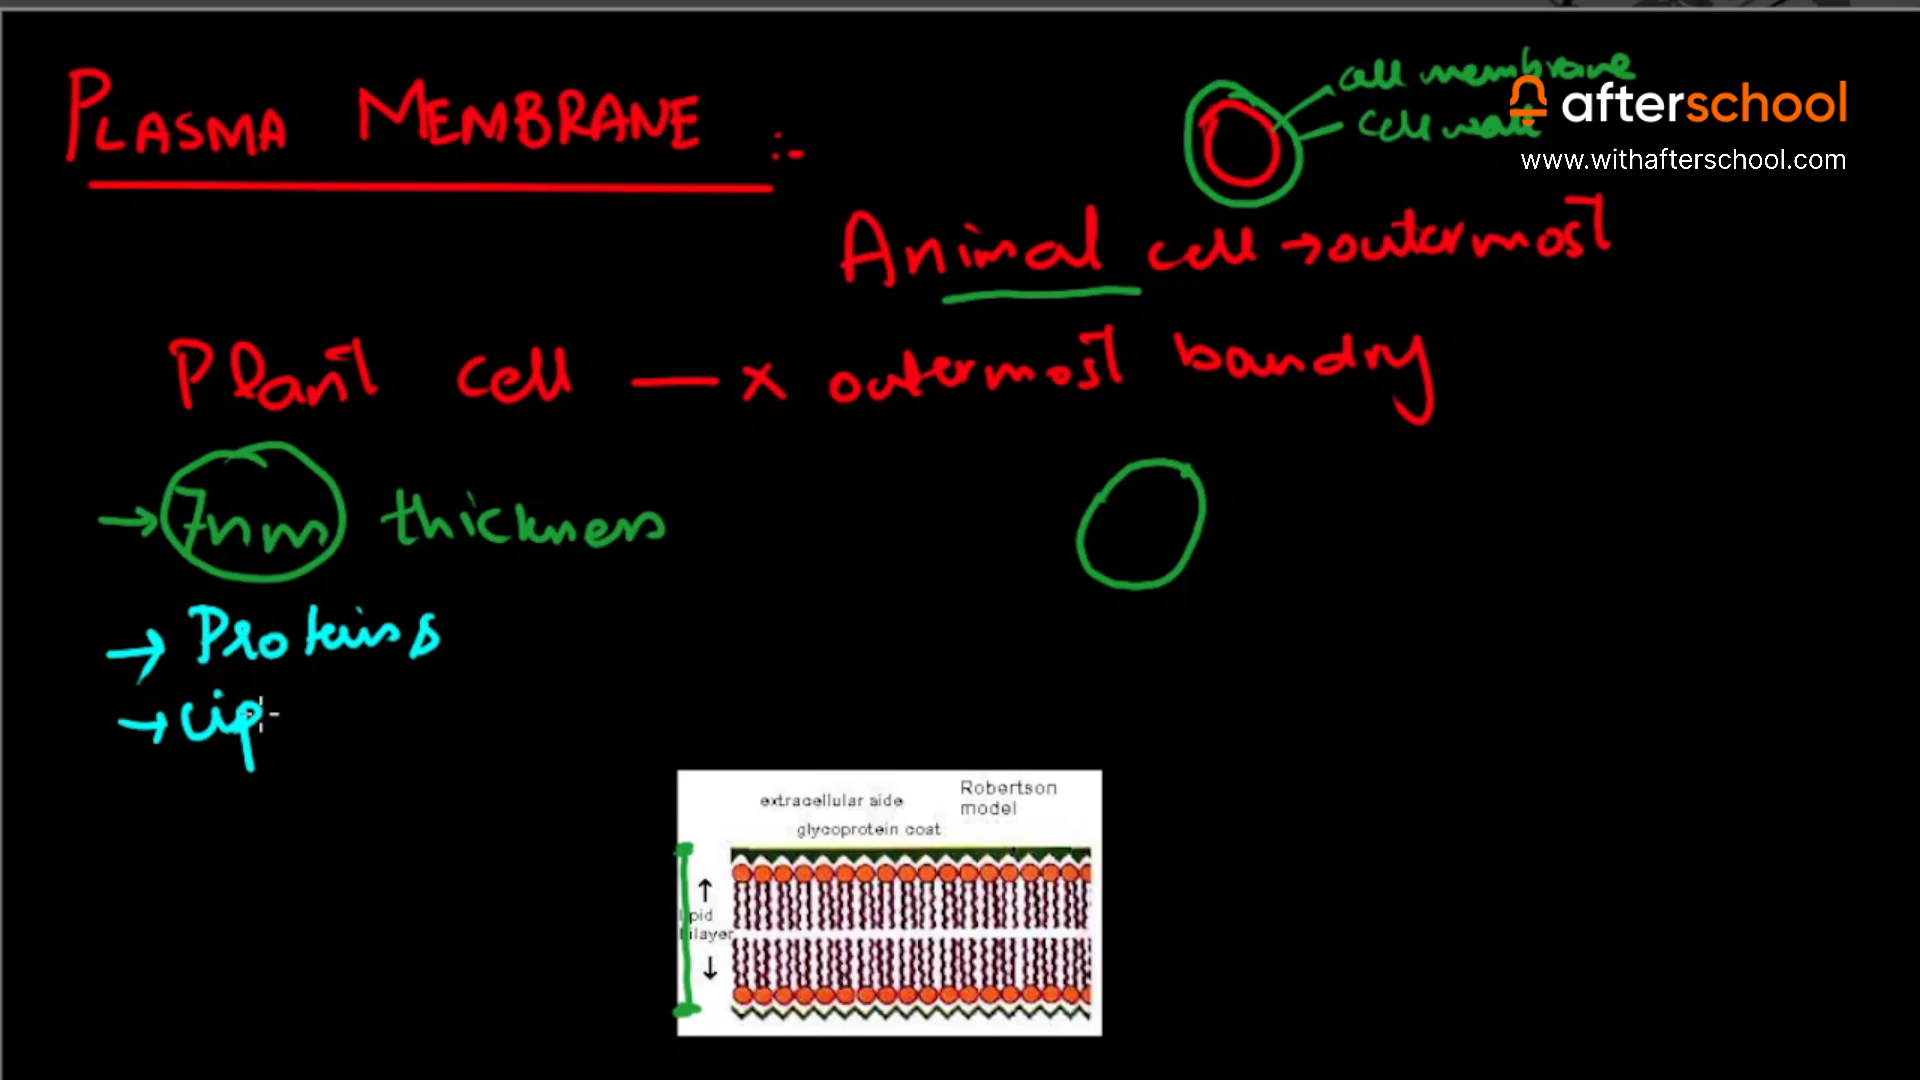 PLASMA MEMBRANE :-
cell membrane
cell wall
afterschool
www.withafterschool.com
Animal cell → outermost
Plant cell — x outermost boundry
→ 7nm thickness
→ Proteins
→ Lip
extracellular side
Robertson
model
glycoprotein coat
lipid
bilayer